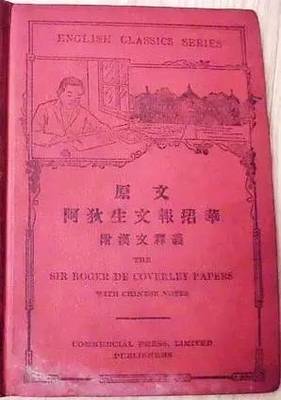 ENGLISH CLASSICS SERIES
原文
阿狄生文報捃華
附漢文釋義
THE
SIR ROGER DE COVERLEY PAPERS
WITH CHINESE NOTES
COMMERCIAL PRESS, LIMITED
PUBLISHERS